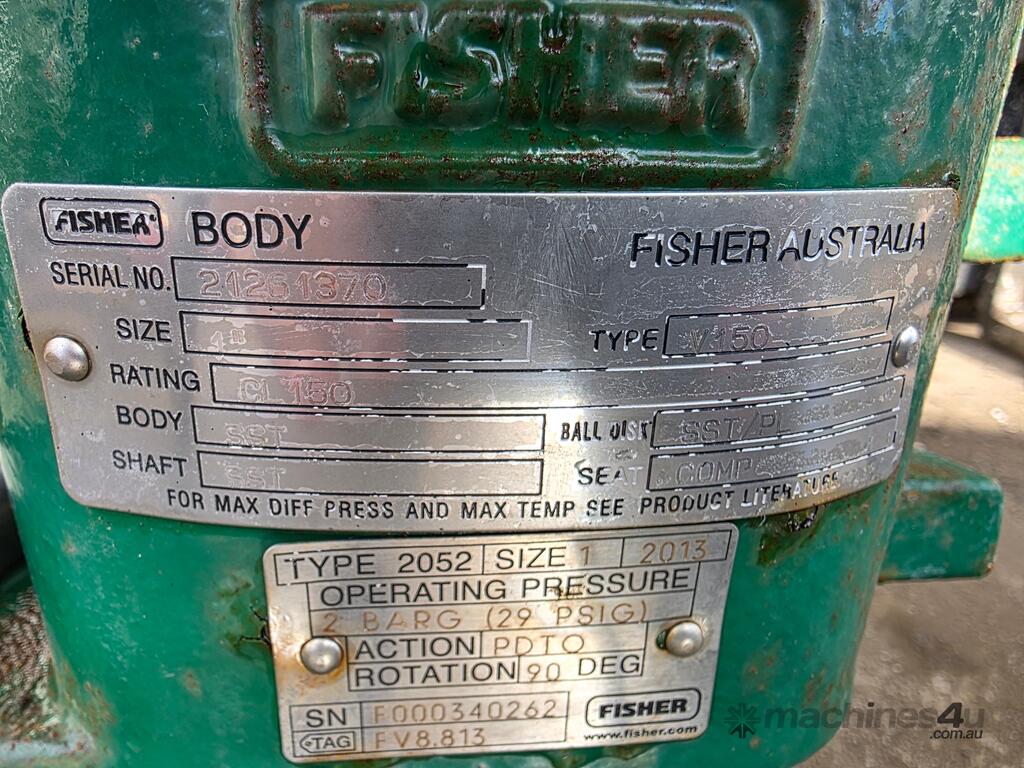 FISHER
FISHER BODY FISHER AUSTRALIA
SERIAL NO. 21261370
SIZE 1" TYPE V150
RATING CL150
BODY SST BALL DISK SST/PL
SHAFT SST SEAT COMP
FOR MAX DIFF PRESS AND MAX TEMP SEE PRODUCT LITERATURE
TYPE 2052 SIZE 1 2013
OPERATING PRESSURE
2 BARG (29 PSIG)
ACTION PDTO
ROTATION 90 DEG
SN F000340262 FISHER
TAG FV8.813 www.fisher.com
machines4u
.com.au